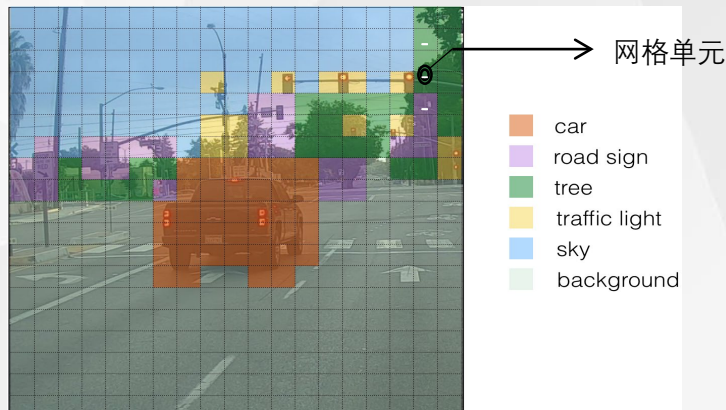 网格单元
car
road sign
tree
traffic light
sky
background